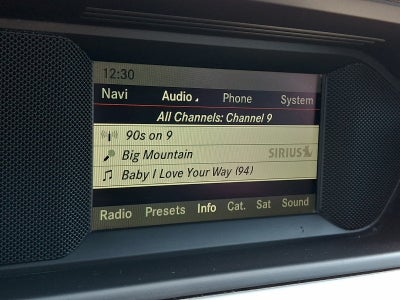 12:30
Navi Audio Phone System
All Channels: Channel 9
90s on 9
Big Mountain SIRIUS
Baby I Love Your Way (94)
Radio Presets Info Cat. Sat Sound